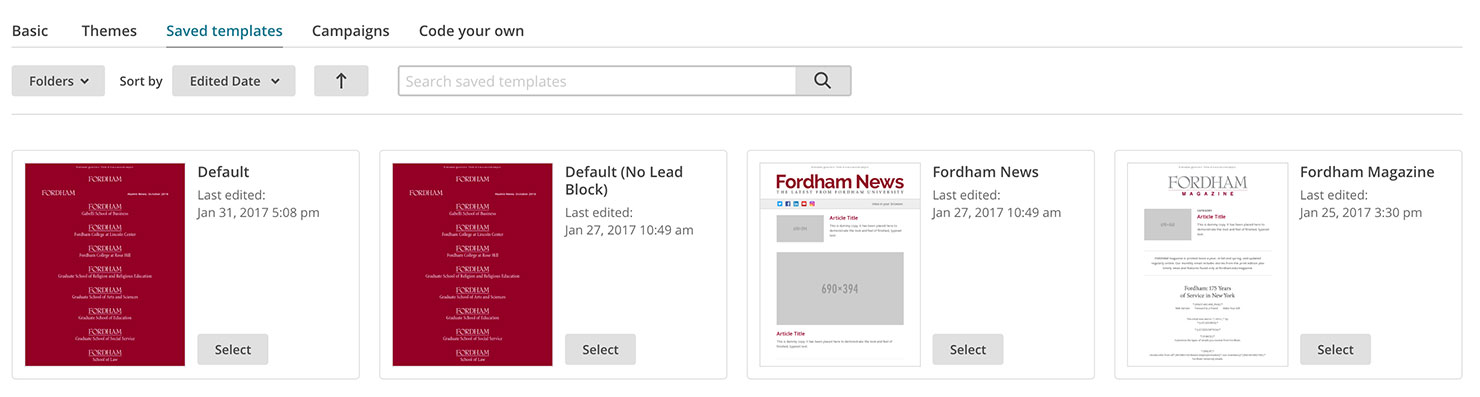 Basic Themes Saved templates Campaigns Code your own
Folders Sort by Edited Date Search saved templates
FORDHAM
FORDHAM
FORDHAM
Gabelli School of Business
FORDHAM
Fordham College at Lincoln Center
FORDHAM
Fordham College at Rose Hill
FORDHAM
Graduate School of Religion and Religious Education
FORDHAM
Graduate School of Arts and Sciences
FORDHAM
Graduate School of Education
FORDHAM
Graduate School of Social Service
FORDHAM
School of Law
Default
Last edited:
Jan 31, 2017 5:08 pm
Select
FORDHAM
FORDHAM
FORDHAM
Gabelli School of Business
FORDHAM
Fordham College at Lincoln Center
FORDHAM
Fordham College at Rose Hill
FORDHAM
Graduate School of Religion and Religious Education
FORDHAM
Graduate School of Arts and Sciences
FORDHAM
Graduate School of Education
FORDHAM
Graduate School of Social Service
FORDHAM
School of Law
Default (No Lead
Block)
Last edited:
Jan 27, 2017 10:49 am
Select
Fordham News
THE LATEST FROM FORDHAM UNIVERSITY
Article Title
690×394
Article Title
Fordham News
Last edited:
Jan 27, 2017 10:49 am
Select
FORDHAM
MAGAZINE
Article Title
Fordham: 175 Years
of Service in New York
Fordham Magazine
Last edited:
Jan 25, 2017 3:30 pm
Select